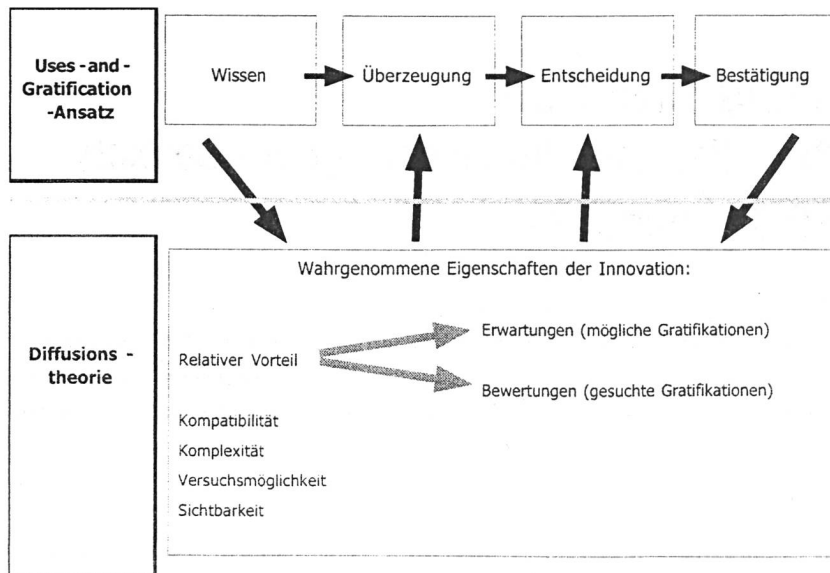 Uses -and -
Gratification
-Ansatz
Wissen
Überzeugung
Entscheidung
Bestätigung
Diffusions -
theorie
Wahrgenommene Eigenschaften der Innovation:
Relativer Vorteil
Erwartungen (mögliche Gratifikationen)
Bewertungen (gesuchte Gratifikationen)
Kompatibilität
Komplexität
Versuchsmöglichkeit
Sichtbarkeit